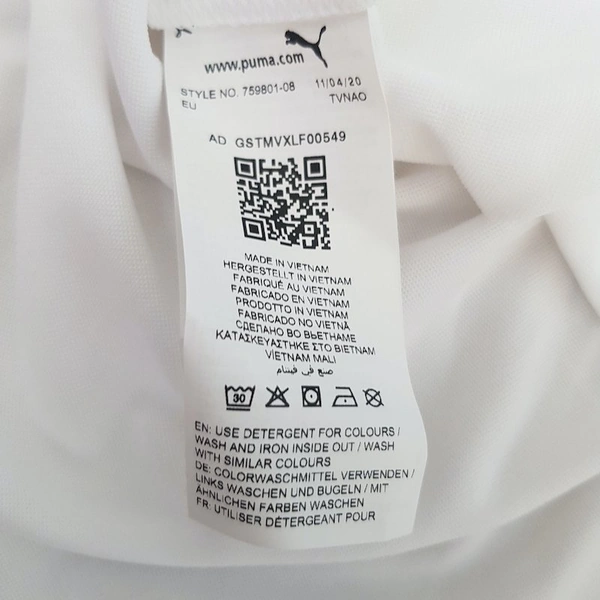 www.puma.com
STYLE NO. 759801-08 11/04/20
EU TVNAO
AD GSTMVXLF00549
MADE IN VIETNAM
HERGESTELLT IN VIETNAM
FABRIQUÉ AU VIETNAM
FABRICADO EN VIETNAM
PRODOTTO IN VIETNAM
FABRICADO NO VIETNÃ
СДЕЛАНО ВО ВЬЕТНАМЕ
ΚΑΤΑΣΚΕΥΑΣΤΗΚΕ ΣΤΟ ΒΙΕΤΝΑΜ
VİETNAM MALI
صنع في فيتنام
30
EN: USE DETERGENT FOR COLOURS /
WASH AND IRON INSIDE OUT / WASH
WITH SIMILAR COLOURS
DE: COLORWASCHMITTEL VERWENDEN /
LINKS WASCHEN UND BUGELN / MIT
ÄHNLICHEN FARBEN WASCHEN
FR: UTILISER DÉTERGENT POUR